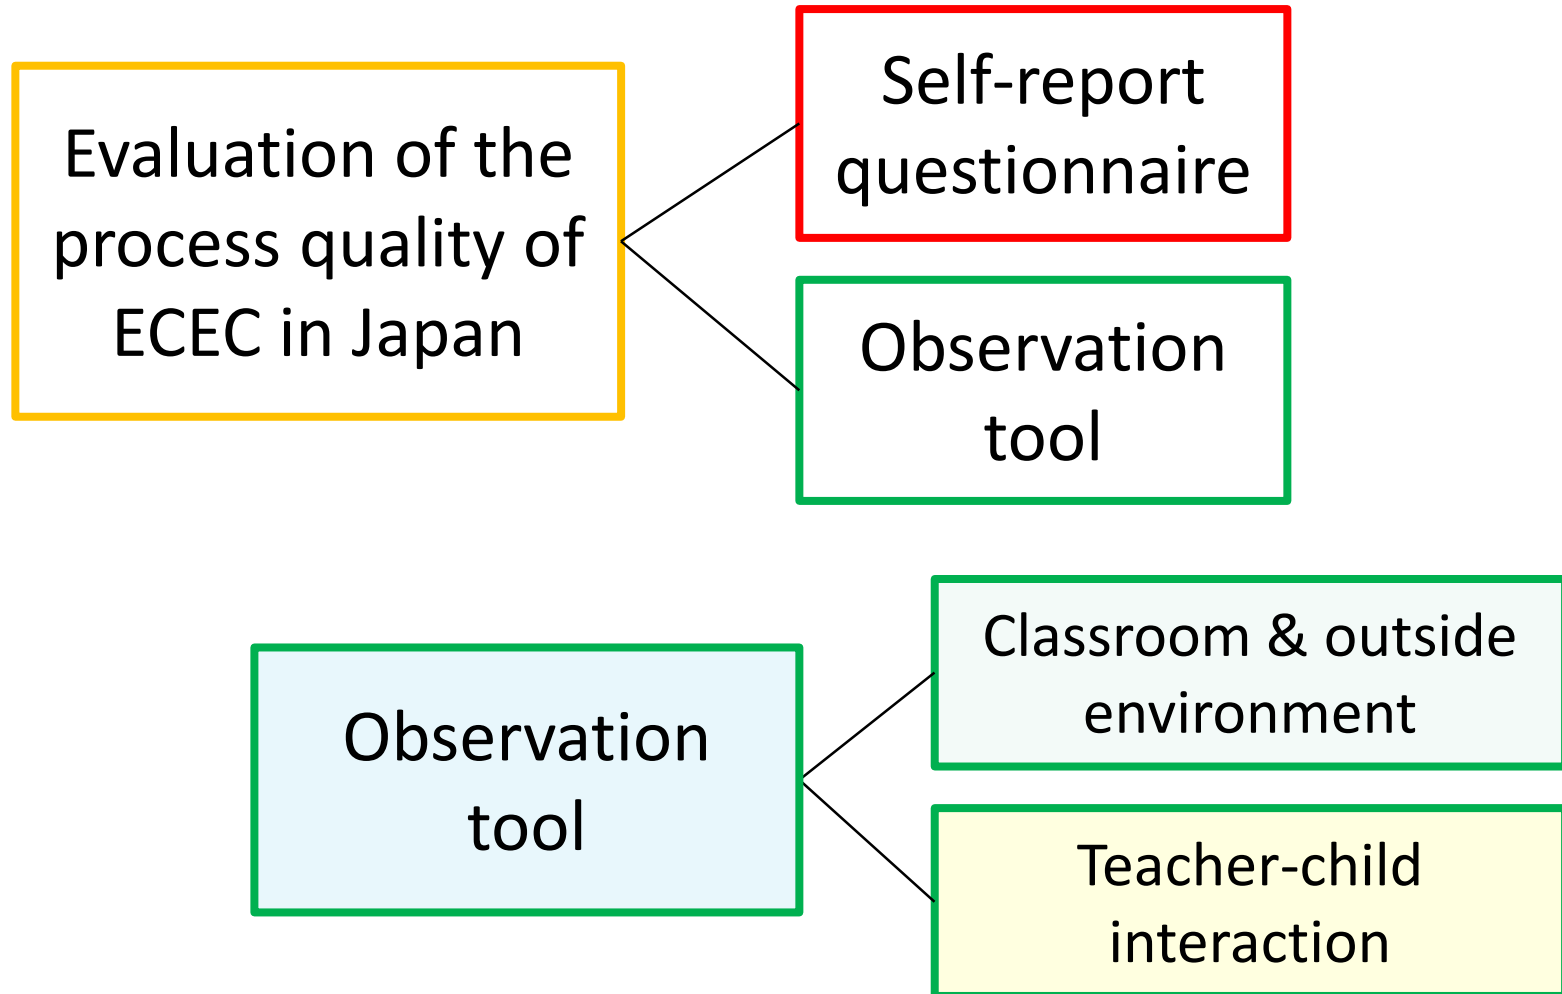 Evaluation of the
process quality of
ECEC in Japan
Self-report
questionnaire
Observation
tool
Observation
tool
Classroom & outside
environment
Teacher-child
interaction